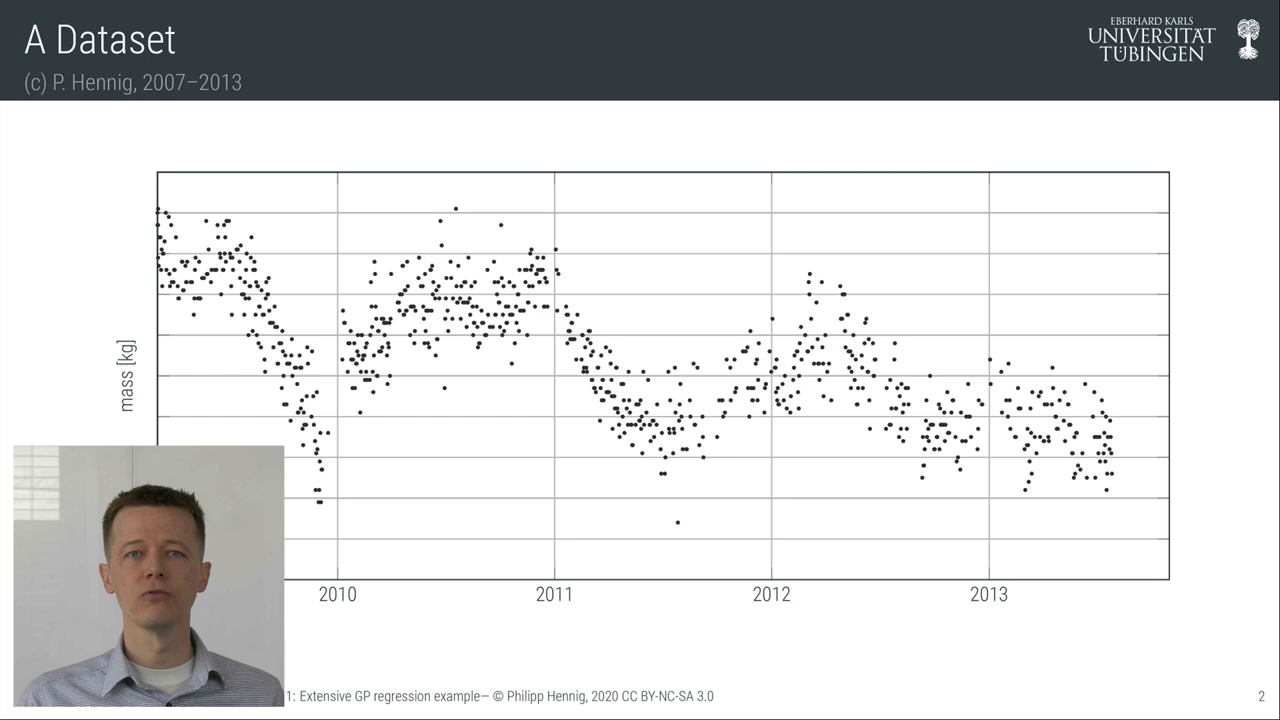 A Dataset
(c) P. Hennig, 2007–2013
EBERHARD KARLS
UNIVERSITÄT
TÜBINGEN
mass [kg]
2010 2011 2012 2013
1: Extensive GP regression example— © Philipp Hennig, 2020 CC BY-NC-SA 3.0
2